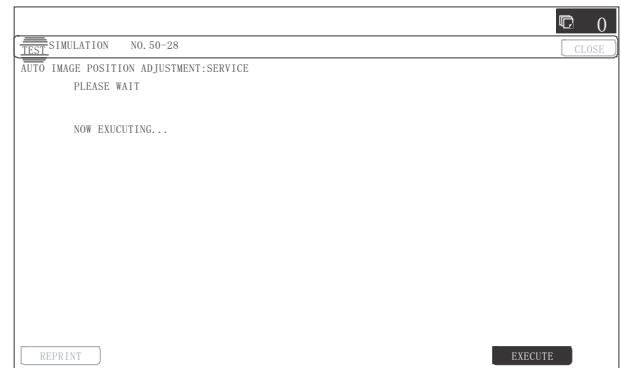 0
TEST SIMULATION NO. 50-28
CLOSE
AUTO IMAGE POSITION ADJUSTMENT:SERVICE
PLEASE WAIT
NOW EXUCUTING...
REPRINT
EXECUTE